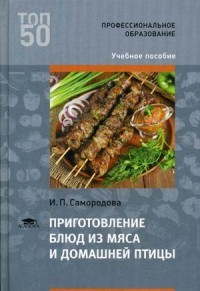 ТОП
50
ПРОФЕССИОНАЛЬНОЕ
ОБРАЗОВАНИЕ
Учебное пособие
И. П. Самородова
ПРИГОТОВЛЕНИЕ
БЛЮД ИЗ МЯСА
И ДОМАШНЕЙ ПТИЦЫ